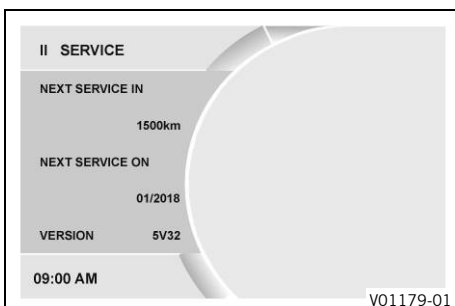 II SERVICE
NEXT SERVICE IN
1500km
NEXT SERVICE ON
01/2018
VERSION 5V32
09:00 AM
V01179-01